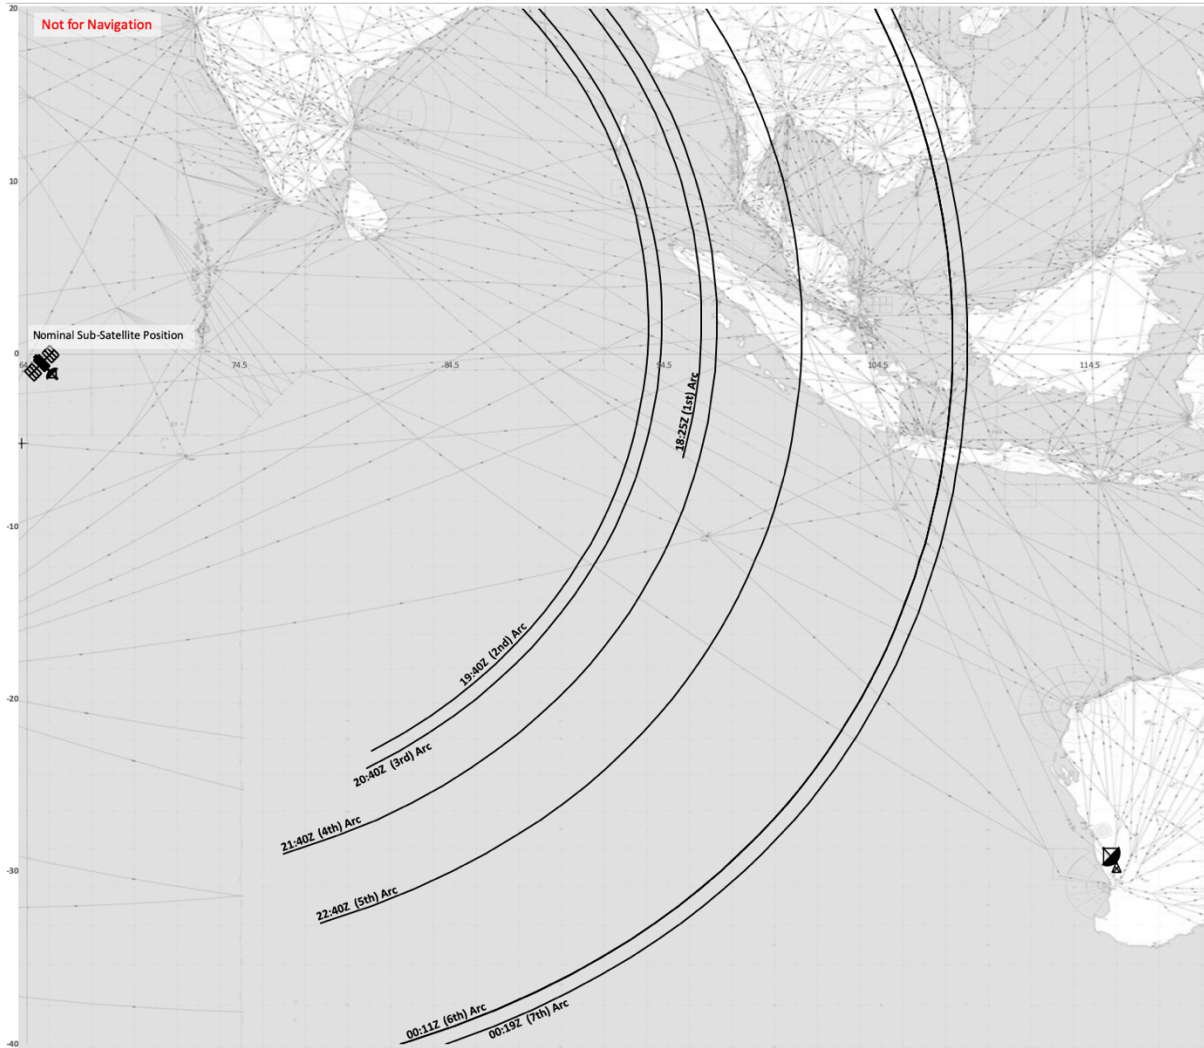 20
Not for Navigation
10
Nominal Sub-Satellite Position
0
74.5
84.5
104.5
114.5
18:25Z (1st) Arc
-10
19:40Z (2nd) Arc
-20
20:40Z (3rd) Arc
21:40Z (4th) Arc
-30
22:40Z (5th) Arc
00:11Z (6th) Arc
00:19Z (7th) Arc
-40